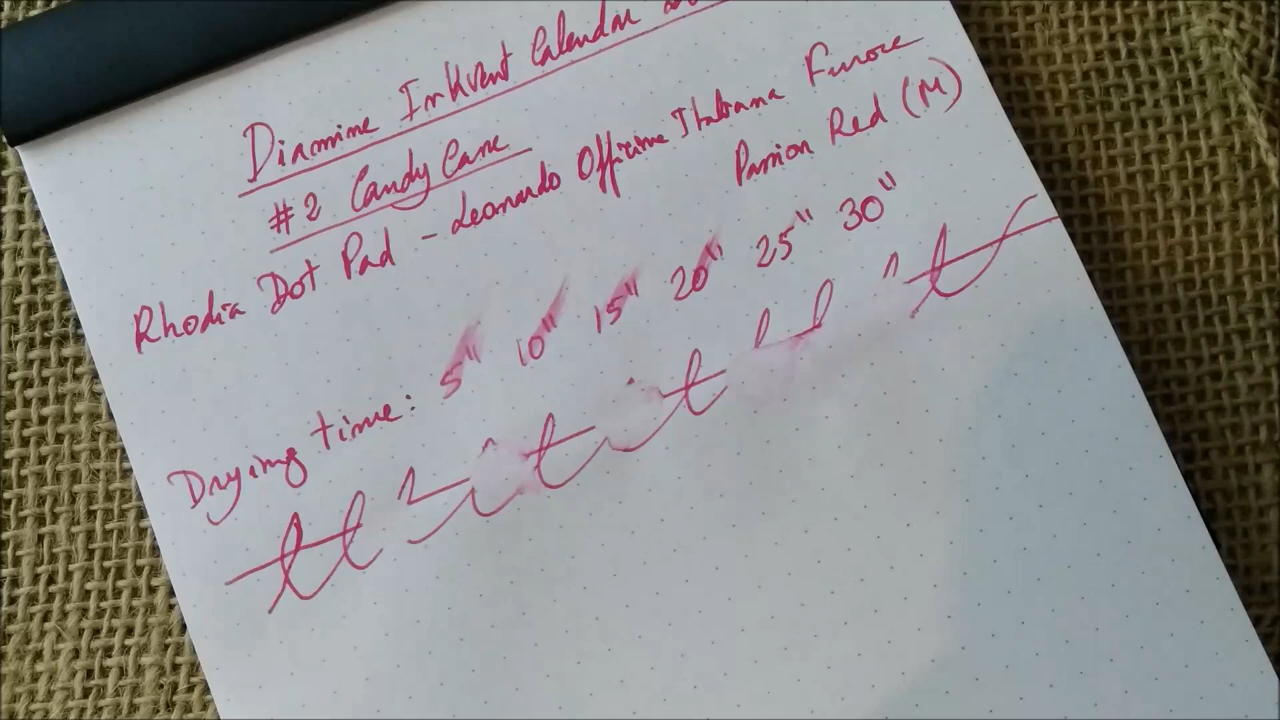 Diamine InkVent Calendar
#2 Candy Cane
Rhodia Dot Pad - Leonardo Officine Italiana Furore
Passion Red (M)
Drying time: 5" 10" 15" 20" 25" 30"